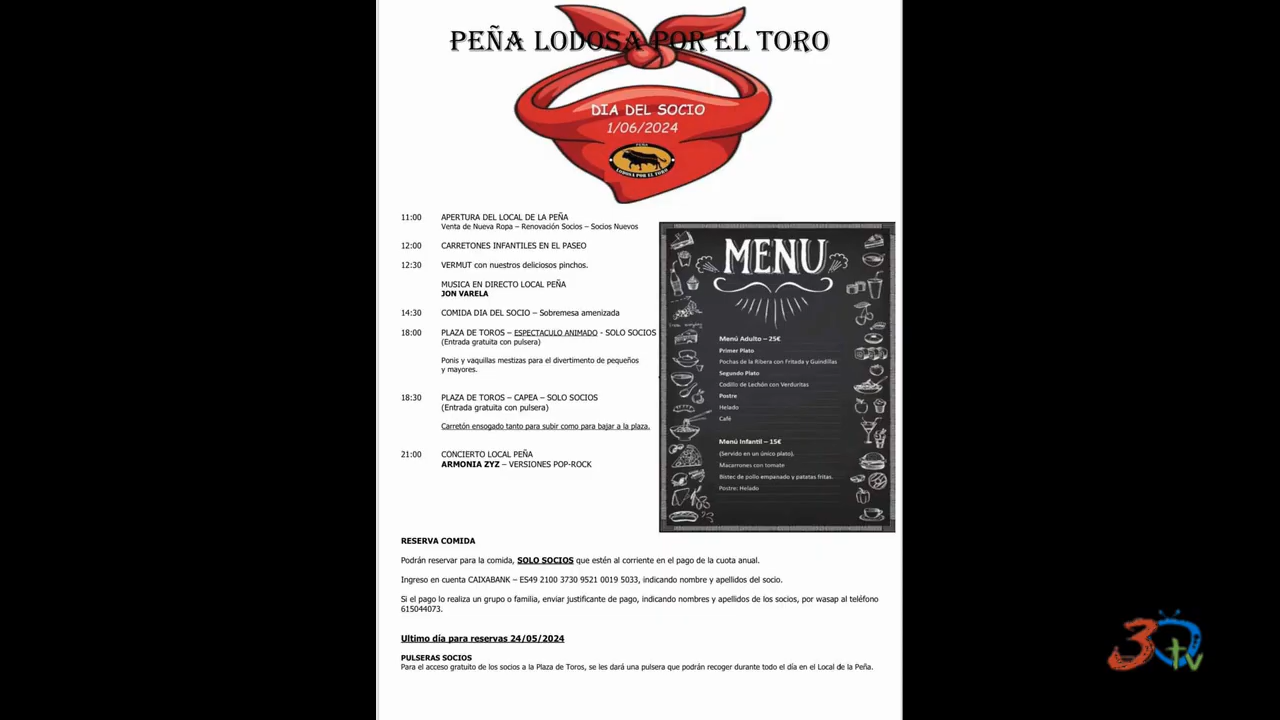 PEÑA LODOSA POR EL TORO
DIA DEL SOCIO
1/06/2024
PEÑA
LODOSA POR EL TORO
11:00 APERTURA DEL LOCAL DE LA PEÑA
Venta de Nueva Ropa – Renovación Socios – Socios Nuevos
12:00 CARRETONES INFANTILES EN EL PASEO
12:30 VERMUT con nuestros deliciosos pinchos.
MUSICA EN DIRECTO LOCAL PEÑA
JON VARELA
14:30 COMIDA DIA DEL SOCIO – Sobremesa amenizada
18:00 PLAZA DE TOROS – ESPECTACULO ANIMADO - SOLO SOCIOS
(Entrada gratuita con pulsera)
Ponis y vaquillas mestizas para el divertimento de pequeños
y mayores.
18:30 PLAZA DE TOROS – CAPEA – SOLO SOCIOS
(Entrada gratuita con pulsera)
Carretón ensogado tanto para subir como para bajar a la plaza.
21:00 CONCIERTO LOCAL PEÑA
ARMONIA ZYZ – VERSIONES POP-ROCK
MENU
Menú Adulto – 25€
Primer Plato
Pochas de la Ribera con Fritada y Guindillas
Segundo Plato
Codillo de Lechón con Verduritas
Postre
Helado
Café
Menú Infantil – 15€
(Servido en un único plato).
Macarrones con tomate
Bistec de pollo empanado y patatas fritas.
Postre: Helado
RESERVA COMIDA
Podrán reservar para la comida, SOLO SOCIOS que estén al corriente en el pago de la cuota anual.
Ingreso en cuenta CAIXABANK – ES49 2100 3730 9521 0019 5033, indicando nombre y apellidos del socio.
Si el pago lo realiza un grupo o familia, enviar justificante de pago, indicando nombres y apellidos de los socios, por wasap al teléfono
615044073.
Ultimo día para reservas 24/05/2024
PULSERAS SOCIOS
Para el acceso gratuito de los socios a la Plaza de Toros, se les dará una pulsera que podrán recoger durante todo el día en el Local de la Peña.
3 tv